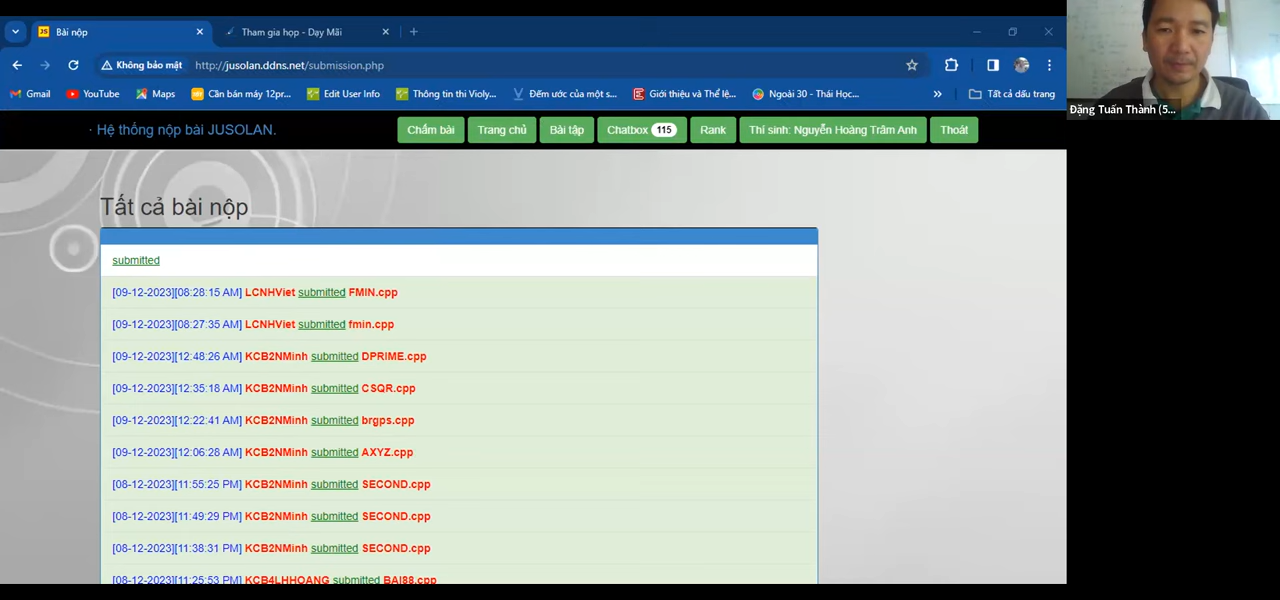 Bài nộp
Tham gia họp - Dạy Mãi
Không bảo mật
http://jusolan.ddns.net/submission.php
Gmail
YouTube
Maps
Căn bán máy 12pr...
Edit User Info
Thông tin thi Violy...
Đếm ước của một s...
Giới thiệu và Thể lệ...
Ngoài 30 - Thái Học...
»
Tất cả dấu trang
Đặng Tuấn Thành (5...
· Hệ thống nộp bài JUSOLAN.
Chấm bài
Trang chủ
Bài tập
Chatbox 115
Rank
Thí sinh: Nguyễn Hoàng Trâm Anh
Thoát
Tất cả bài nộp
submitted
[09-12-2023][08:28:15 AM] LCNHViet submitted FMIN.cpp
[09-12-2023][08:27:35 AM] LCNHViet submitted fmin.cpp
[09-12-2023][12:48:26 AM] KCB2NMinh submitted DPRIME.cpp
[09-12-2023][12:35:18 AM] KCB2NMinh submitted CSQR.cpp
[09-12-2023][12:22:41 AM] KCB2NMinh submitted brgps.cpp
[09-12-2023][12:06:28 AM] KCB2NMinh submitted AXYZ.cpp
[08-12-2023][11:55:25 PM] KCB2NMinh submitted SECOND.cpp
[08-12-2023][11:49:29 PM] KCB2NMinh submitted SECOND.cpp
[08-12-2023][11:38:31 PM] KCB2NMinh submitted SECOND.cpp
[08-12-2023][11:25:53 PM] KCB4LHHOANG submitted BAI88.cpp